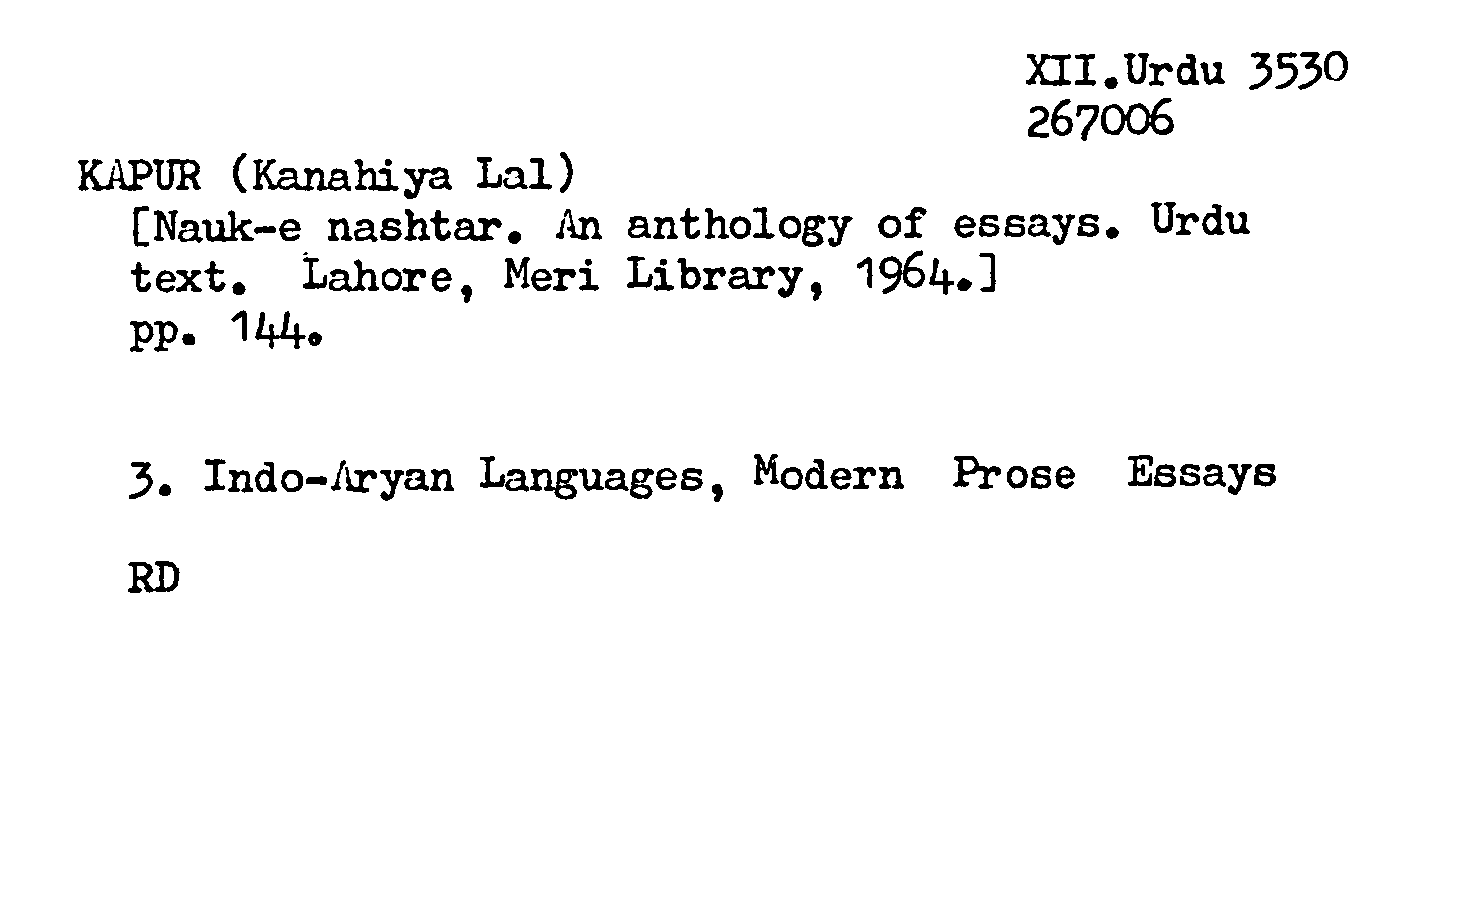 XII.Urdu 3530
267006
KAPUR (Kanahiya Lal)
[Nauk-e nashtar. An anthology of essays. Urdu
text. Lahore, Meri Library, 1964.]
pp. 144.
3. Indo-Aryan Languages, Modern Prose Essays
RD